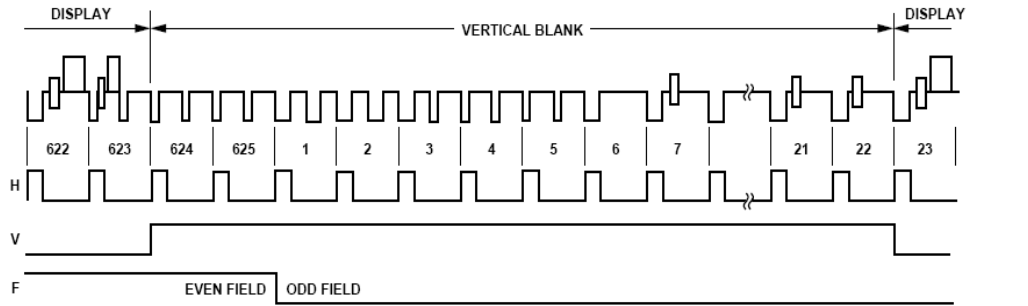 DISPLAY DISPLAY
VERTICAL BLANK
622 623 624 625 1 2 3 4 5 6 7 21 22 23
H
V
F EVEN FIELD ODD FIELD